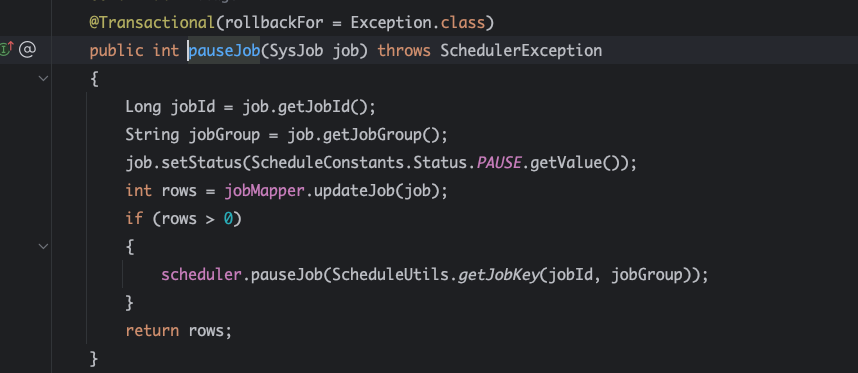 @Transactional(rollbackFor = Exception.class)
public int pauseJob(SysJob job) throws SchedulerException
{
    Long jobId = job.getJobId();
    String jobGroup = job.getJobGroup();
    job.setStatus(ScheduleConstants.Status.PAUSE.getValue());
    int rows = jobMapper.updateJob(job);
    if (rows > 0)
    {
        scheduler.pauseJob(ScheduleUtils.getJobKey(jobId, jobGroup));
    }
    return rows;
}